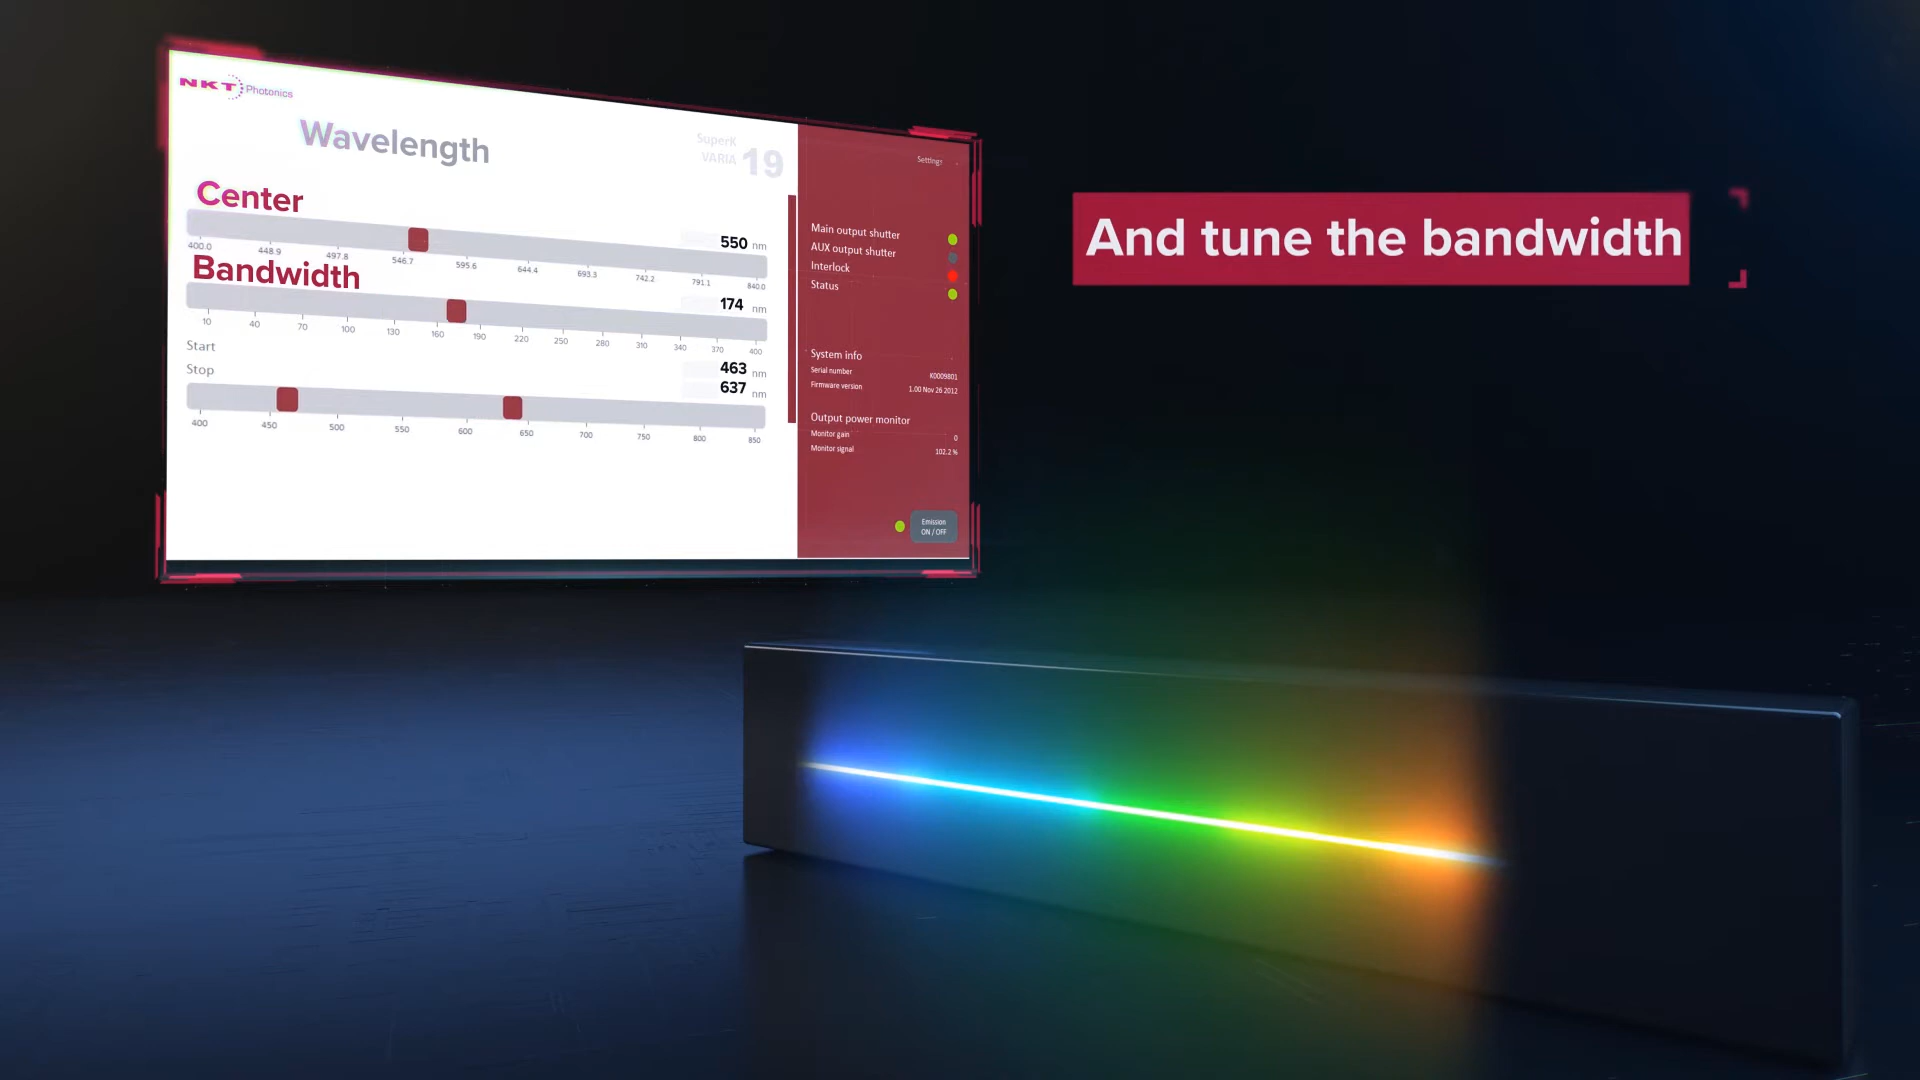 NKT Photonics
Wavelength
SuperK
VARIA 19
Center
550 nm
400.0 448.9 497.8 546.7 595.6 644.4 693.3 742.2 791.1 840.0
Bandwidth
174 nm
10 40 70 100 130 160 190 220 250 280 310 340 370 400
Start 463 nm
Stop 637 nm
400 450 500 550 600 650 700 750 800 850
Settings
Main output shutter
AUX output shutter
Interlock
Status
System info
Serial number K0009801
Firmware version 1.00 Nov 26 2012
Output power monitor
Monitor gain 0
Monitor signal 102.2 %
Emission
ON / OFF
And tune the bandwidth